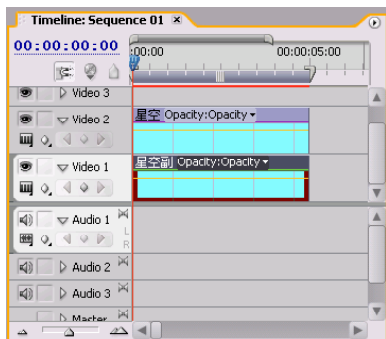 Timeline: Sequence 01 ×
00:00:00:00
:00:00 00:00:05:00
Video 3
Video 2
星空 Opacity:Opacity
Video 1
星空副 Opacity:Opacity
Audio 1
L
R
Audio 2
Audio 3
Master